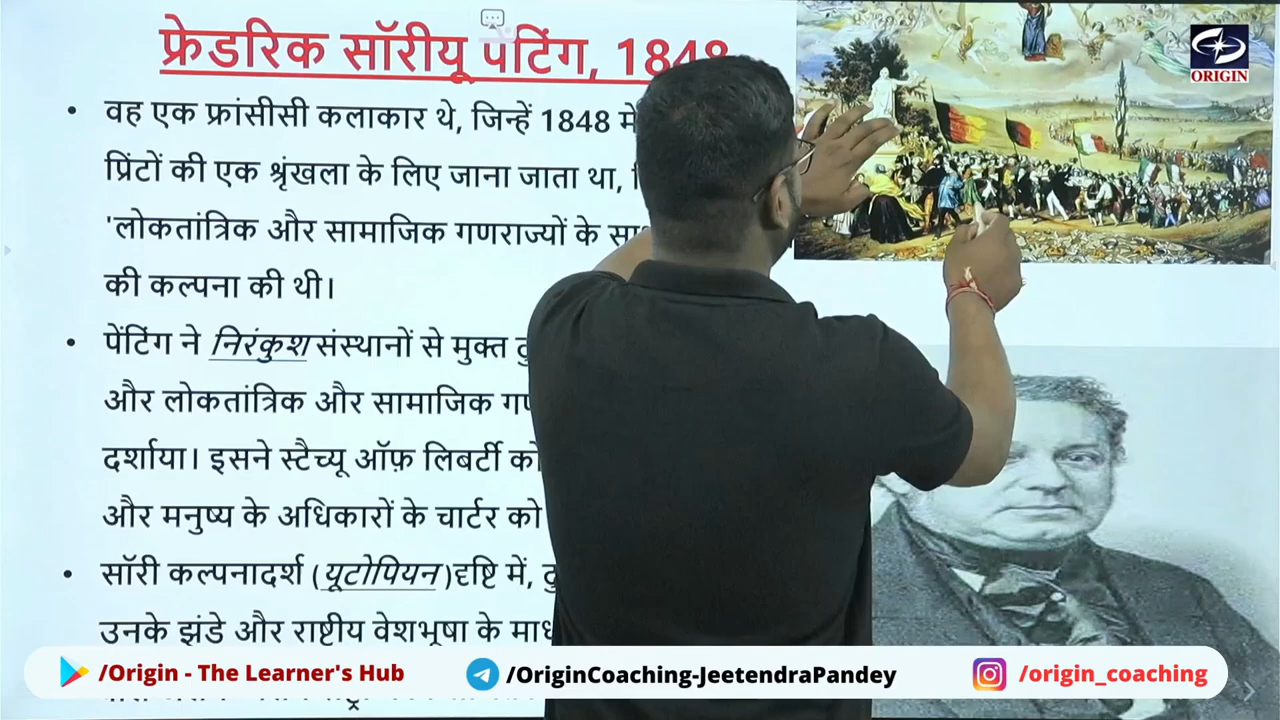 फ्रेडरिक सॉरीयू पेंटिंग, 1848
ORIGIN
• वह एक फ्रांसीसी कलाकार थे, जिन्हें 1848 में
प्रिंटों की एक श्रृंखला के लिए जाना जाता था,
'लोकतांत्रिक और सामाजिक गणराज्यों के
की कल्पना की थी।
• पेंटिंग ने निरंकुश संस्थानों से मुक्त
और लोकतांत्रिक और सामाजिक
दर्शाया। इसने स्टैच्यू ऑफ़ लिबर्टी को
और मनुष्य के अधिकारों के चार्टर को
• सॉरी कल्पनादर्श (यूटोपियन )दृष्टि में,
उनके झंडे और राष्ट्रीय वेशभूषा के
/Origin - The Learner's Hub
/OriginCoaching-JeetendraPandey
/origin_coaching